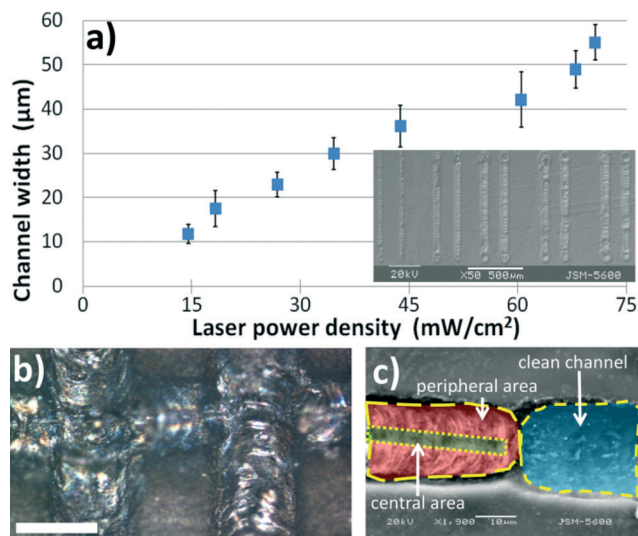 60
a)
50
40
30
20
10
0
Channel width (μm)
20kV X50 500μm JSM-5600
0 15 30 45 60 75
Laser power density (mW/cm²)
b)
c)
clean channel
peripheral area
central area
20kV X1,900 10μm JSM-5600